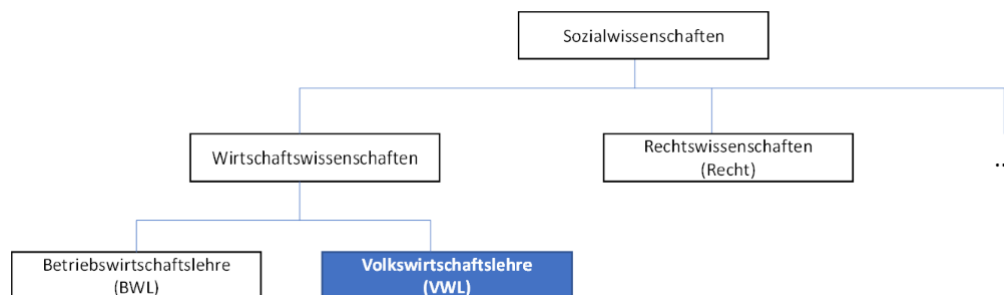 Sozialwissenschaften
Wirtschaftswissenschaften
Rechtswissenschaften
(Recht)
..
Betriebswirtschaftslehre
(BWL)
Volkswirtschaftslehre
(VWL)